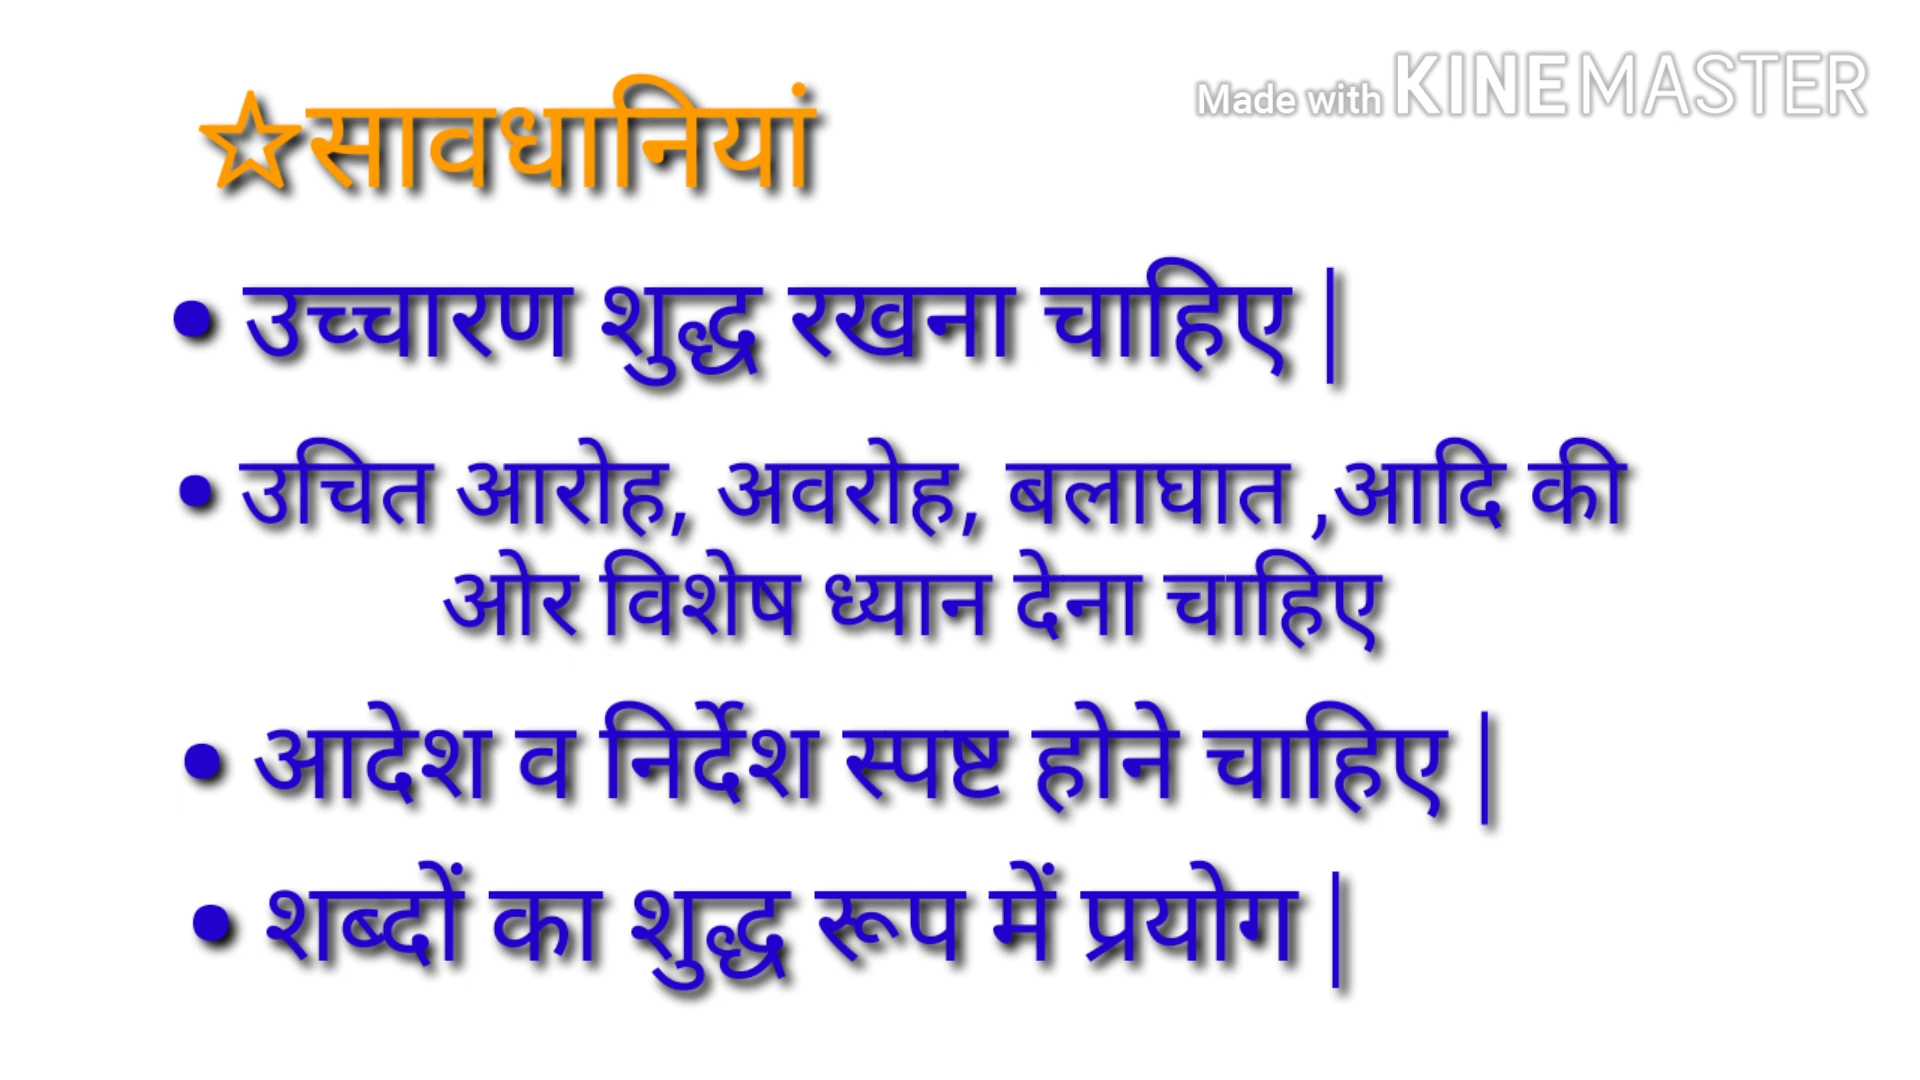 ☆सावधानियां
Made with KINEMASTER
• उच्चारण शुद्ध रखना चाहिए |
• उचित आरोह, अवरोह, बलाघात ,आदि की
ओर विशेष ध्यान देना चाहिए
• आदेश व निर्देश स्पष्ट होने चाहिए |
• शब्दों का शुद्ध रूप में प्रयोग |